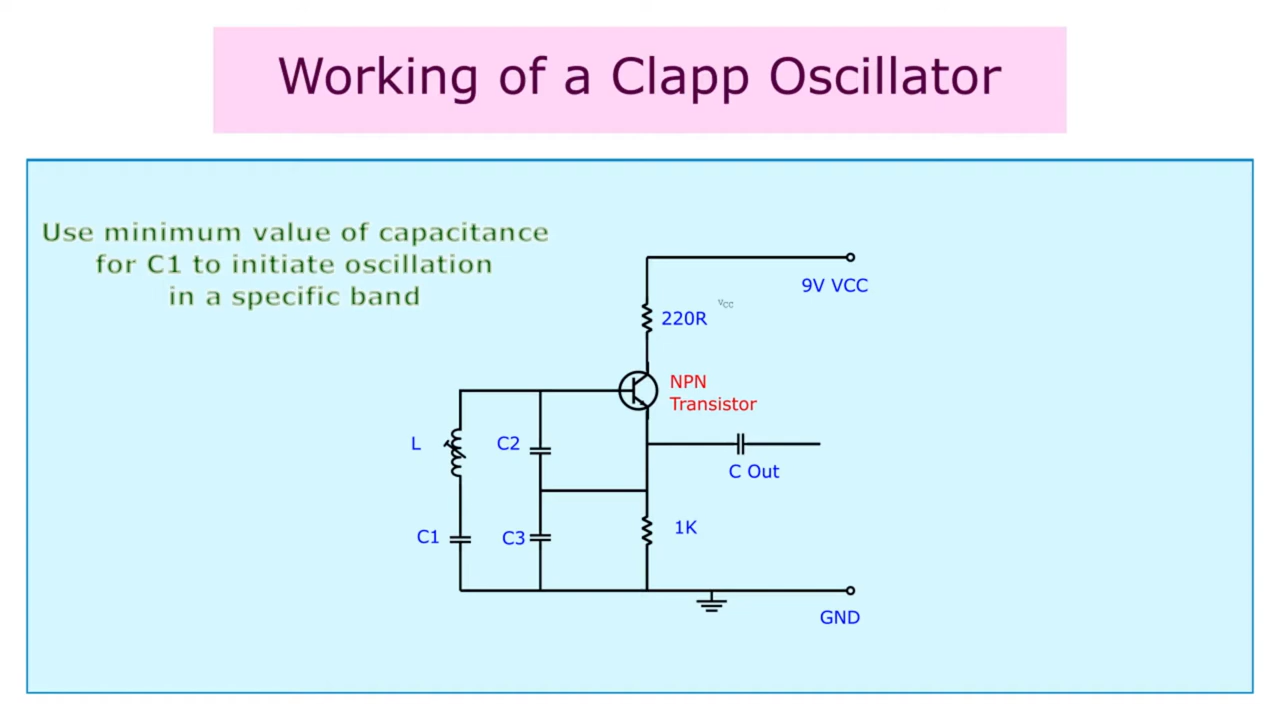 Working of a Clapp Oscillator
Use minimum value of capacitance
for C1 to initiate oscillation
in a specific band
9V VCC
VCC
220R
NPN
Transistor
L
C2
C Out
C1
C3
1K
GND